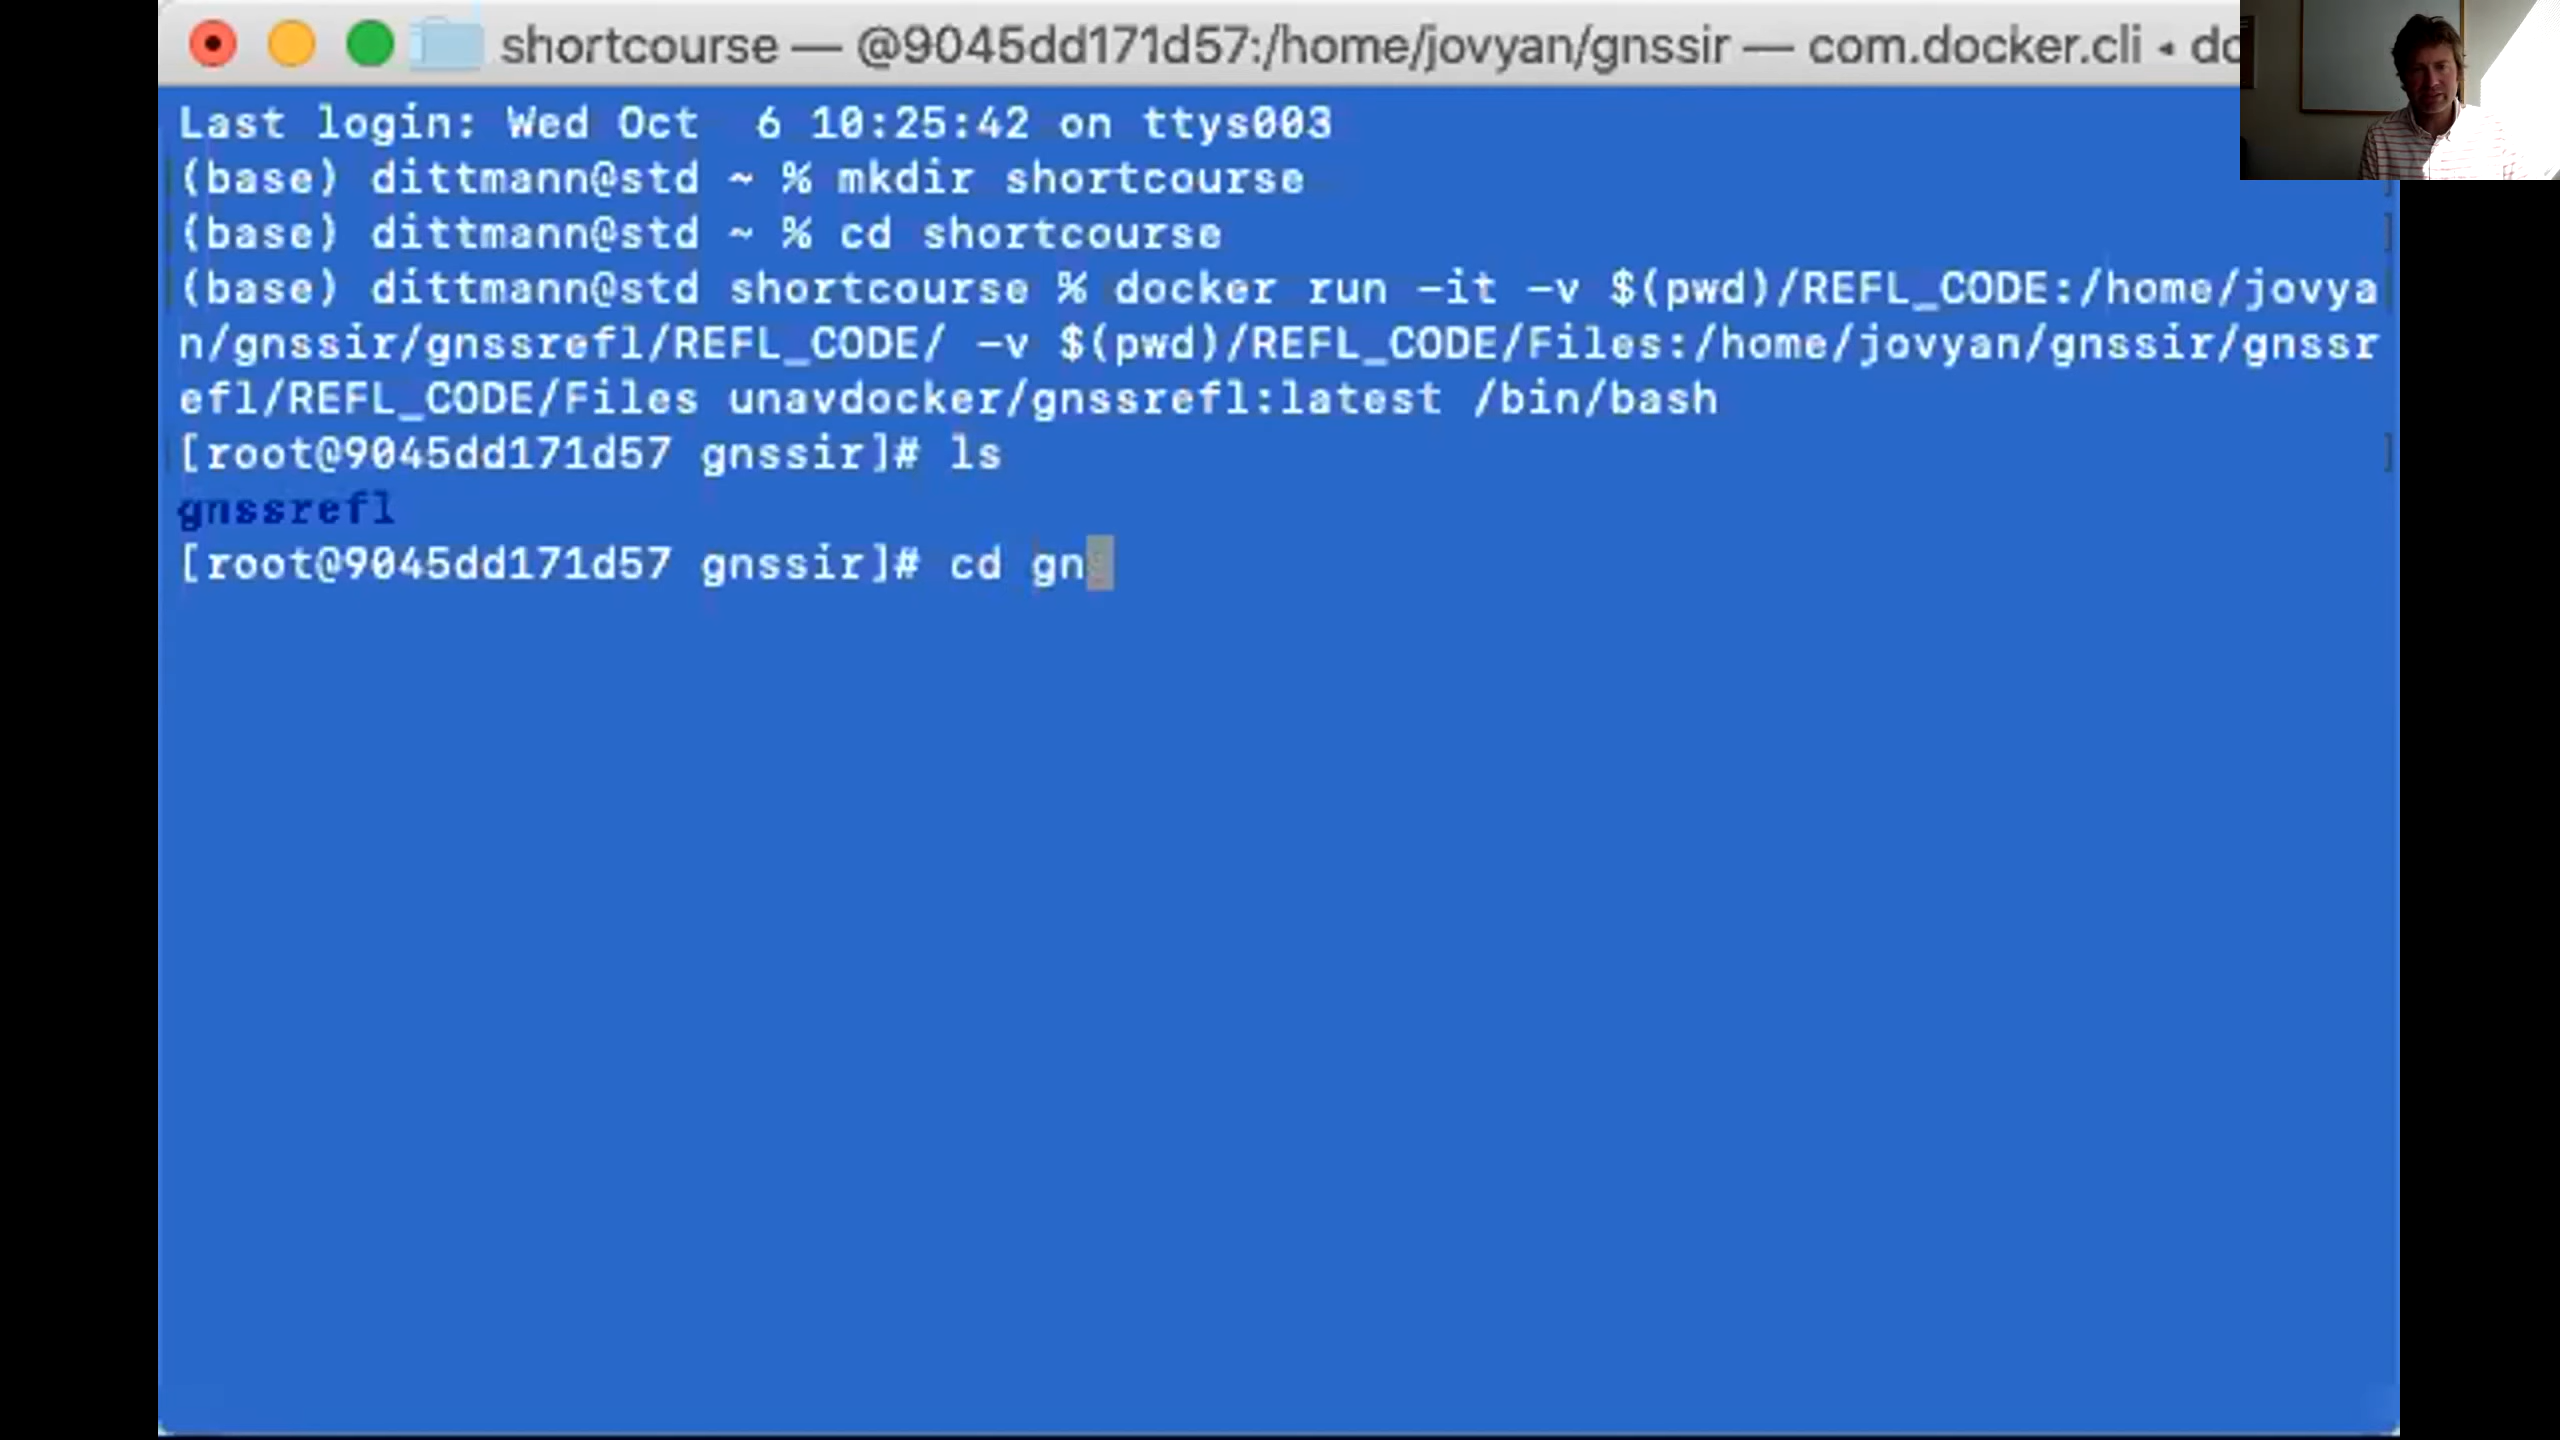 shortcourse — @9045dd171d57:/home/jovyan/gnssir — com.docker.cli ◂ dc
Last login: Wed Oct  6 10:25:42 on ttys003
(base) dittmann@std ~ % mkdir shortcourse
(base) dittmann@std ~ % cd shortcourse
(base) dittmann@std shortcourse % docker run -it -v $(pwd)/REFL_CODE:/home/jovya
n/gnssir/gnssrefl/REFL_CODE/ -v $(pwd)/REFL_CODE/Files:/home/jovyan/gnssir/gnssr
efl/REFL_CODE/Files unavdocker/gnssrefl:latest /bin/bash
[root@9045dd171d57 gnssir]# ls
gnssrefl
[root@9045dd171d57 gnssir]# cd gn